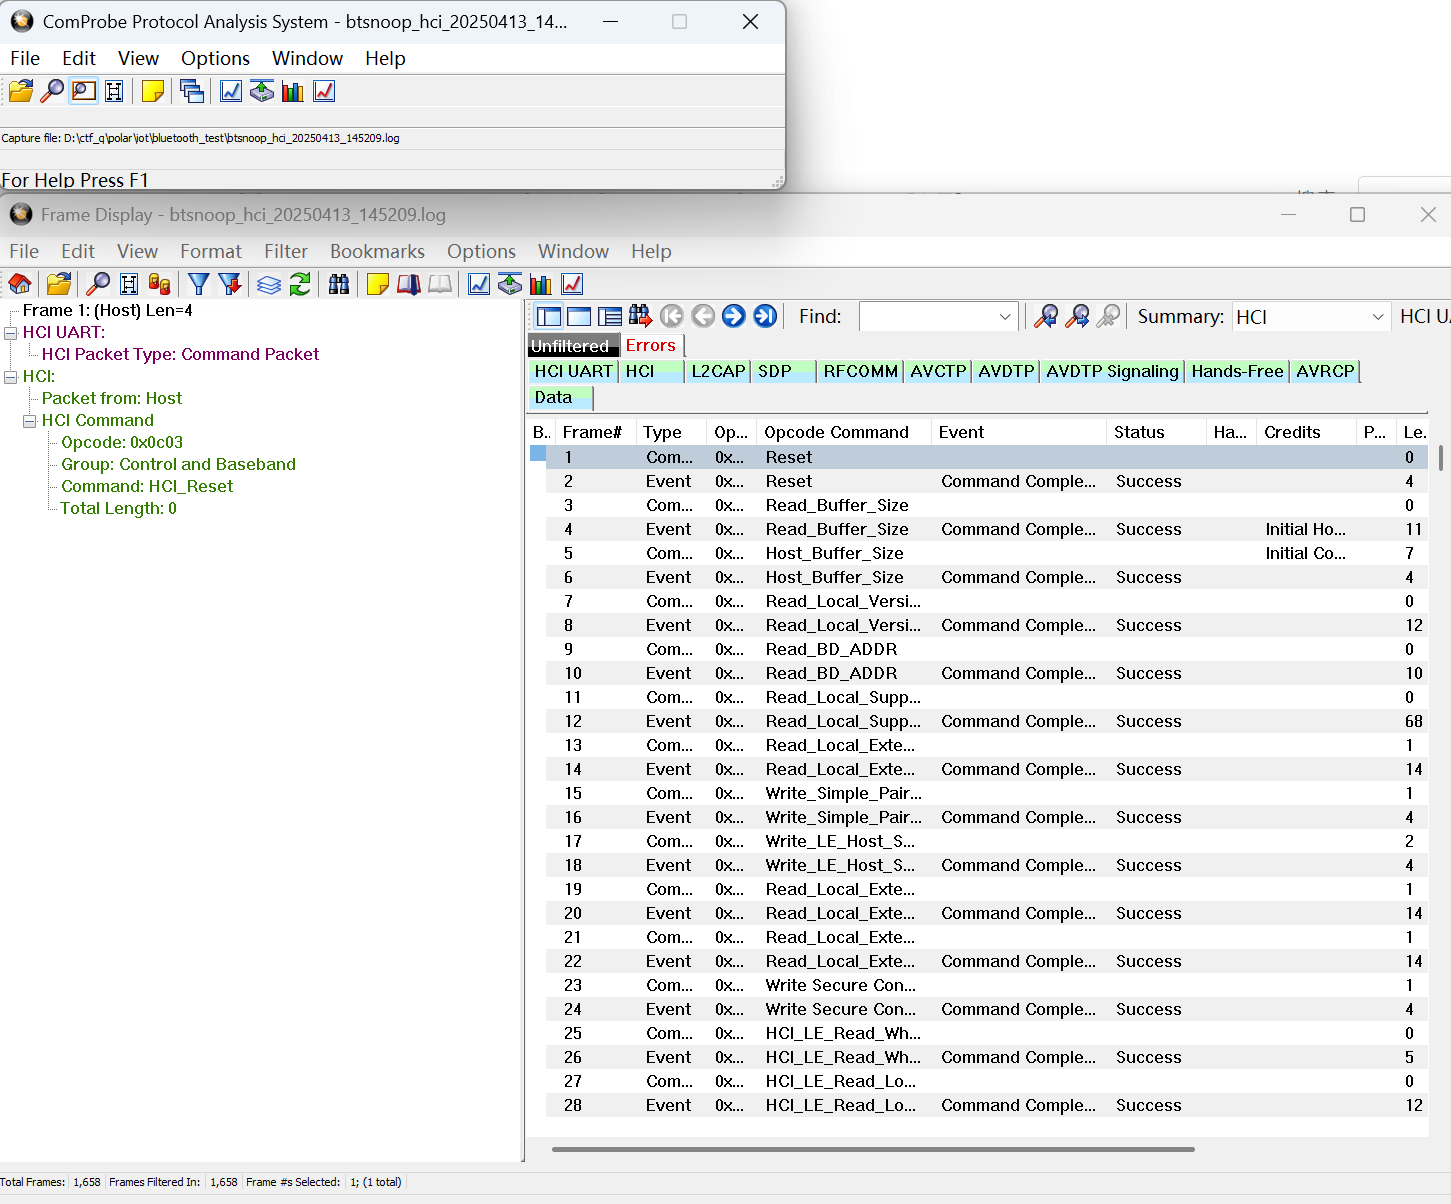 ComProbe Protocol Analysis System - btsnoop_hci_20250413_14...
File Edit View Options Window Help
Capture file: D:\ctf_q\polar\iot\bluetooth_test\btsnoop_hci_20250413_145209.log
For Help Press F1
Frame Display - btsnoop_hci_20250413_145209.log
File Edit View Format Filter Bookmarks Options Window Help
Frame 1: (Host) Len=4
HCI UART:
HCI Packet Type: Command Packet
HCI:
Packet from: Host
HCI Command
Opcode: 0x0c03
Group: Control and Baseband
Command: HCI_Reset
Total Length: 0
Find: Summary: HCI HCI U
Unfiltered Errors
HCI UART HCI L2CAP SDP RFCOMM AVCTP AVDTP AVDTP Signaling Hands-Free AVRCP
Data
B.. Frame# Type Op... Opcode Command Event Status Ha... Credits P... Le.
1 Com... 0x... Reset 0
2 Event 0x... Reset Command Comple... Success 4
3 Com... 0x... Read_Buffer_Size 0
4 Event 0x... Read_Buffer_Size Command Comple... Success Initial Ho... 11
5 Com... 0x... Host_Buffer_Size Initial Co... 7
6 Event 0x... Host_Buffer_Size Command Comple... Success 4
7 Com... 0x... Read_Local_Versi... 0
8 Event 0x... Read_Local_Versi... Command Comple... Success 12
9 Com... 0x... Read_BD_ADDR 0
10 Event 0x... Read_BD_ADDR Command Comple... Success 10
11 Com... 0x... Read_Local_Supp... 0
12 Event 0x... Read_Local_Supp... Command Comple... Success 68
13 Com... 0x... Read_Local_Exte... 1
14 Event 0x... Read_Local_Exte... Command Comple... Success 14
15 Com... 0x... Write_Simple_Pair... 1
16 Event 0x... Write_Simple_Pair... Command Comple... Success 4
17 Com... 0x... Write_LE_Host_S... 2
18 Event 0x... Write_LE_Host_S... Command Comple... Success 4
19 Com... 0x... Read_Local_Exte... 1
20 Event 0x... Read_Local_Exte... Command Comple... Success 14
21 Com... 0x... Read_Local_Exte... 1
22 Event 0x... Read_Local_Exte... Command Comple... Success 14
23 Com... 0x... Write Secure Con... 1
24 Event 0x... Write Secure Con... Command Comple... Success 4
25 Com... 0x... HCI_LE_Read_Wh... 0
26 Event 0x... HCI_LE_Read_Wh... Command Comple... Success 5
27 Com... 0x... HCI_LE_Read_Lo... 0
28 Event 0x... HCI_LE_Read_Lo... Command Comple... Success 12
Total Frames: 1,658 Frames Filtered In: 1,658 Frame #s Selected: 1; (1 total)